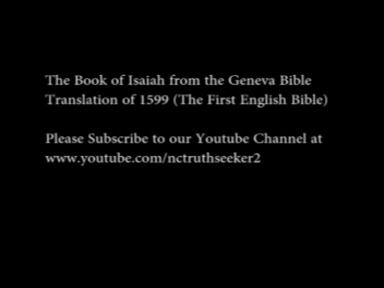 The Book of Isaiah from the Geneva Bible
Translation of 1599 (The First English Bible)
Please Subscribe to our Youtube Channel at
www.youtube.com/nctruthseeker2